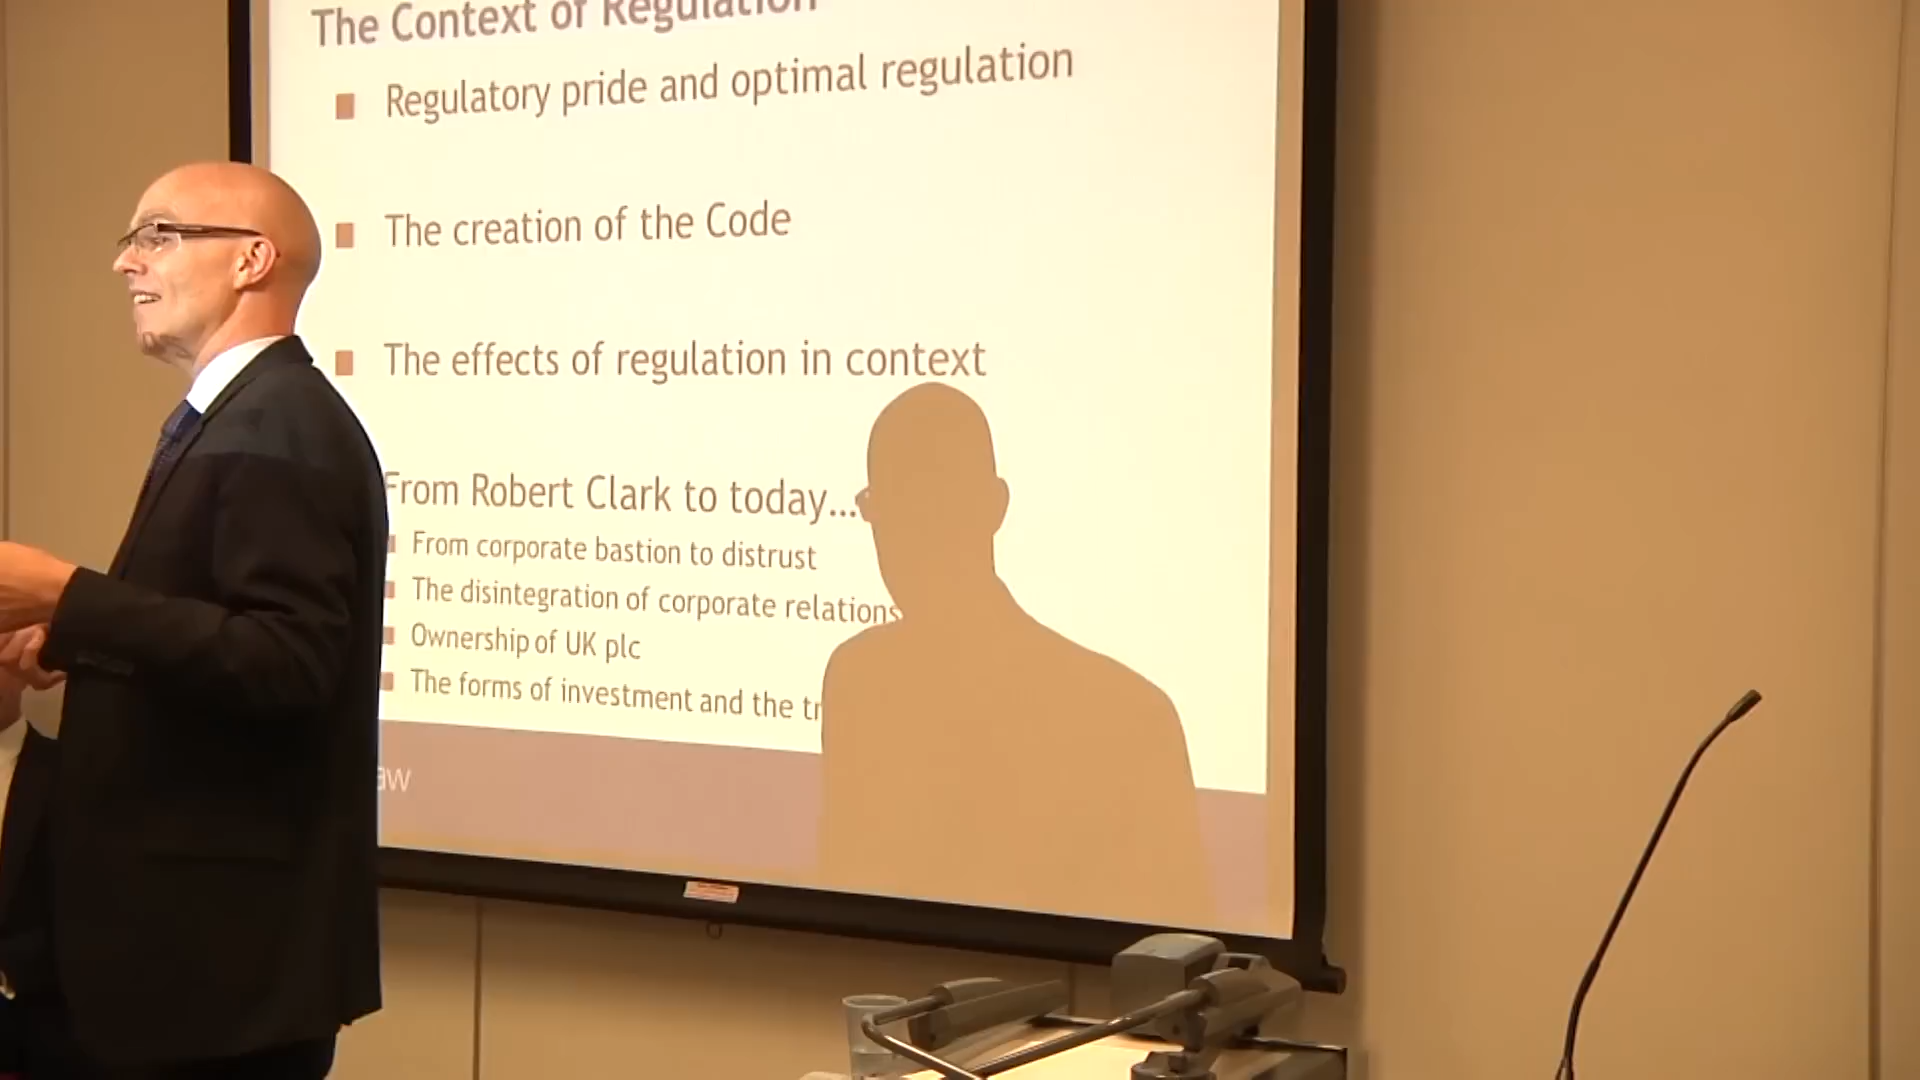 The Context of Regulation
Regulatory pride and optimal regulation
The creation of the Code
The effects of regulation in context
From Robert Clark to today...
From corporate bastion to distrust
The disintegration of corporate relations
Ownership of UK plc
The forms of investment and the